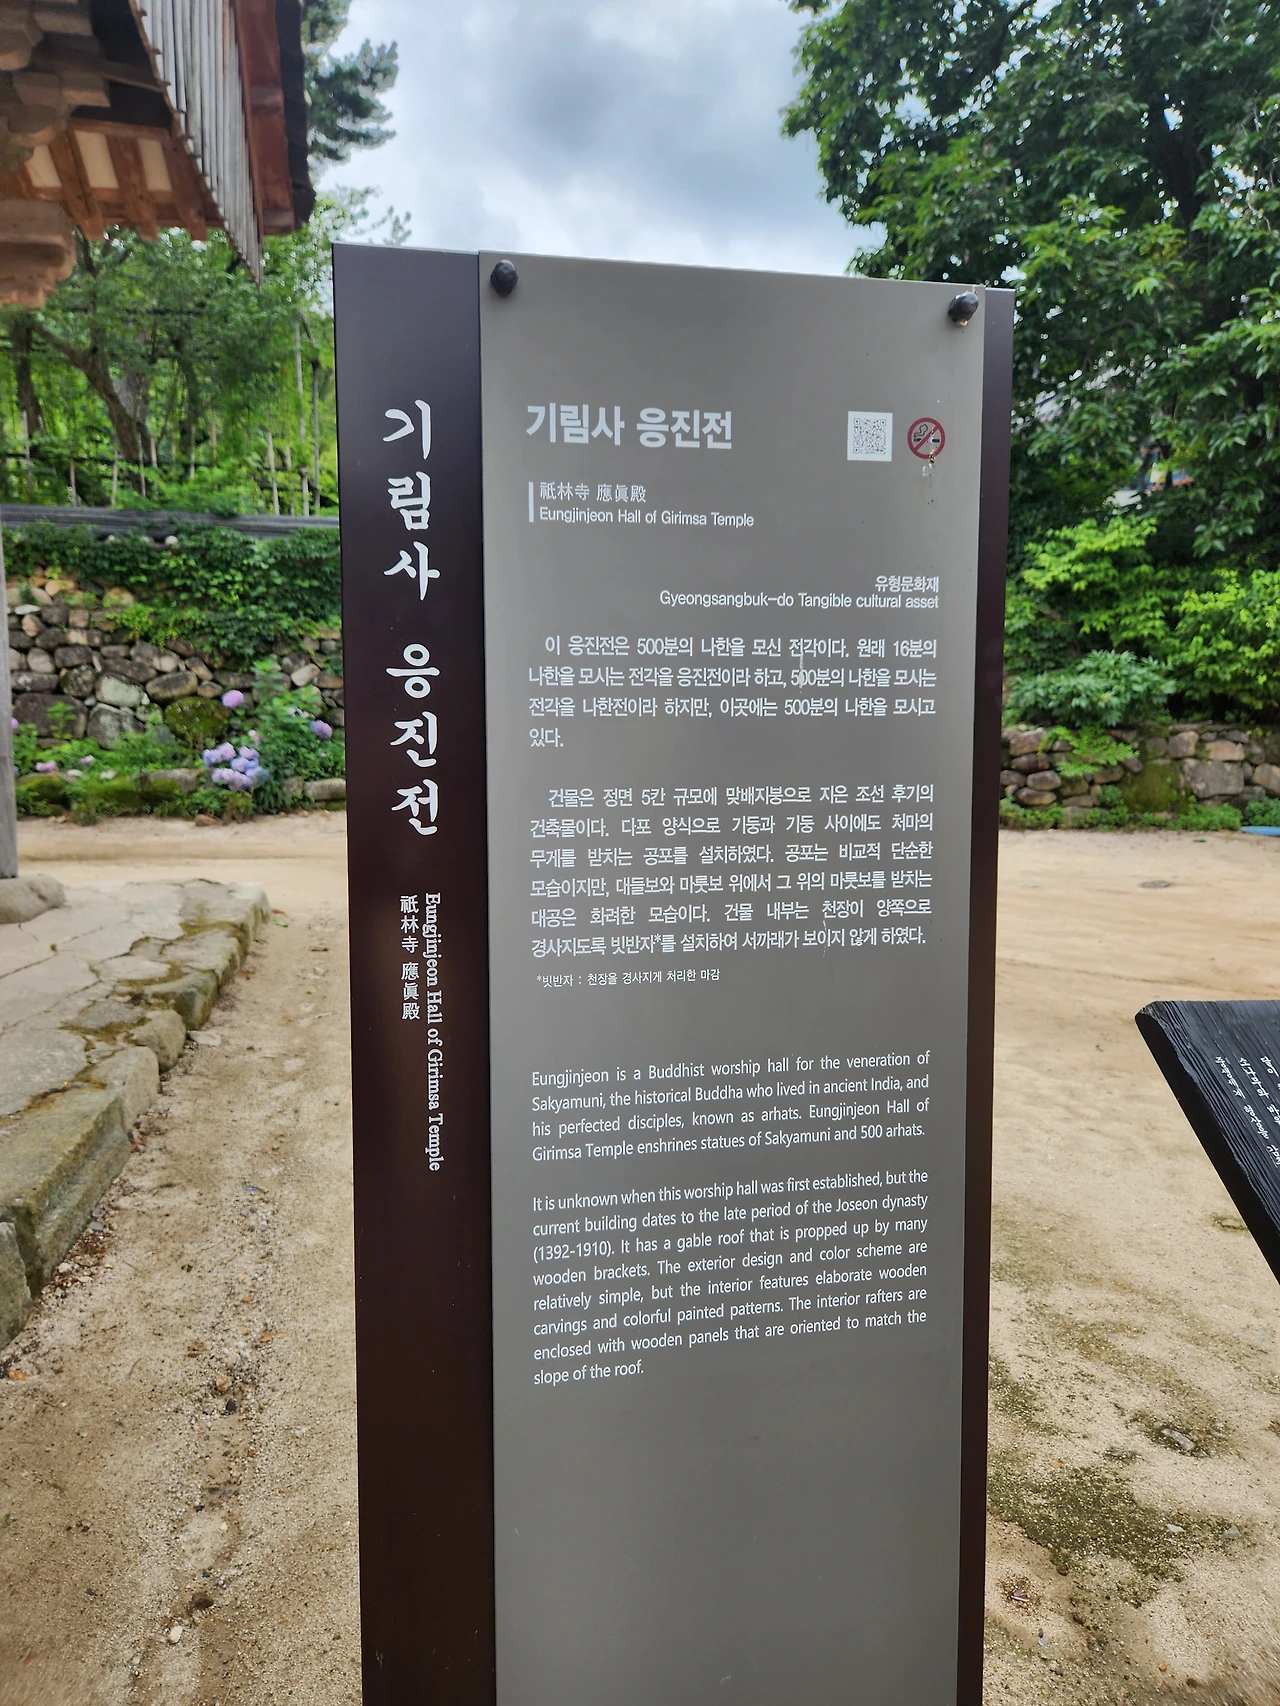 기림사 응진전
祇林寺 應眞殿
Eungjinjeon Hall of Girimsa Temple
기림사 응진전
祇林寺 應眞殿
Eungjinjeon Hall of Girimsa Temple
유형문화재
Gyeongsangbuk-do Tangible cultural asset
이 응진전은 500분의 나한을 모신 전각이다. 원래 16분의
나한을 모시는 전각을 응진전이라 하고, 500분의 나한을 모시는
전각을 나한전이라 하지만, 이곳에는 500분의 나한을 모시고
있다.
건물은 정면 5칸 규모에 맞배지붕으로 지은 조선 후기의
건축물이다. 다포 양식으로 기둥과 기둥 사이에도 처마의
무게를 받치는 공포를 설치하였다. 공포는 비교적 단순한
모습이지만, 대들보와 마룻보 위에서 그 위의 마룻보를 받치는
대공은 화려한 모습이다. 건물 내부는 천장이 양쪽으로
경사지도록 빗반자*를 설치하여 서까래가 보이지 않게 하였다.
*빗반자 : 천장을 경사지게 처리한 마감
Eungjinjeon is a Buddhist worship hall for the veneration of
Sakyamuni, the historical Buddha who lived in ancient India, and
his perfected disciples, known as arhats. Eungjinjeon Hall of
Girimsa Temple enshrines statues of Sakyamuni and 500 arhats.
It is unknown when this worship hall was first established, but the
current building dates to the late period of the Joseon dynasty
(1392-1910). It has a gable roof that is propped up by many
wooden brackets. The exterior design and color scheme are
relatively simple, but the interior features elaborate wooden
carvings and colorful painted patterns. The interior rafters are
enclosed with wooden panels that are oriented to match the
slope of the roof.